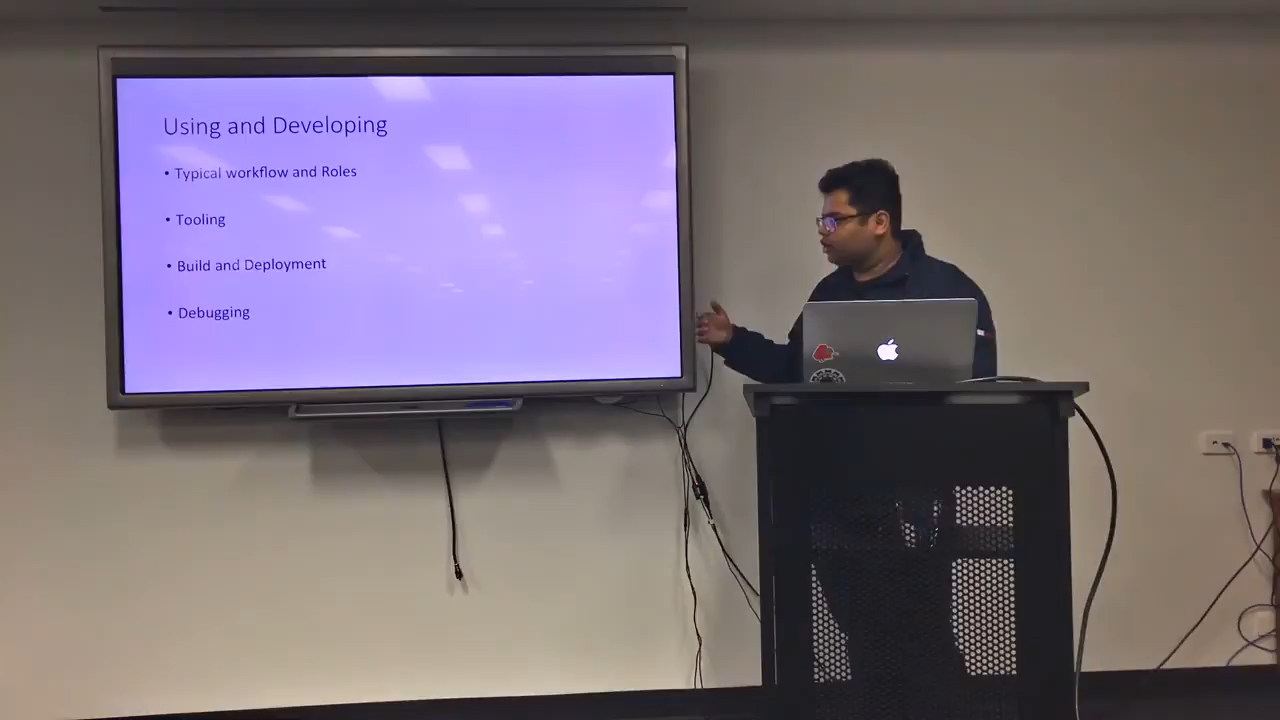 Using and Developing
• Typical workflow and Roles
• Tooling
• Build and Deployment
• Debugging